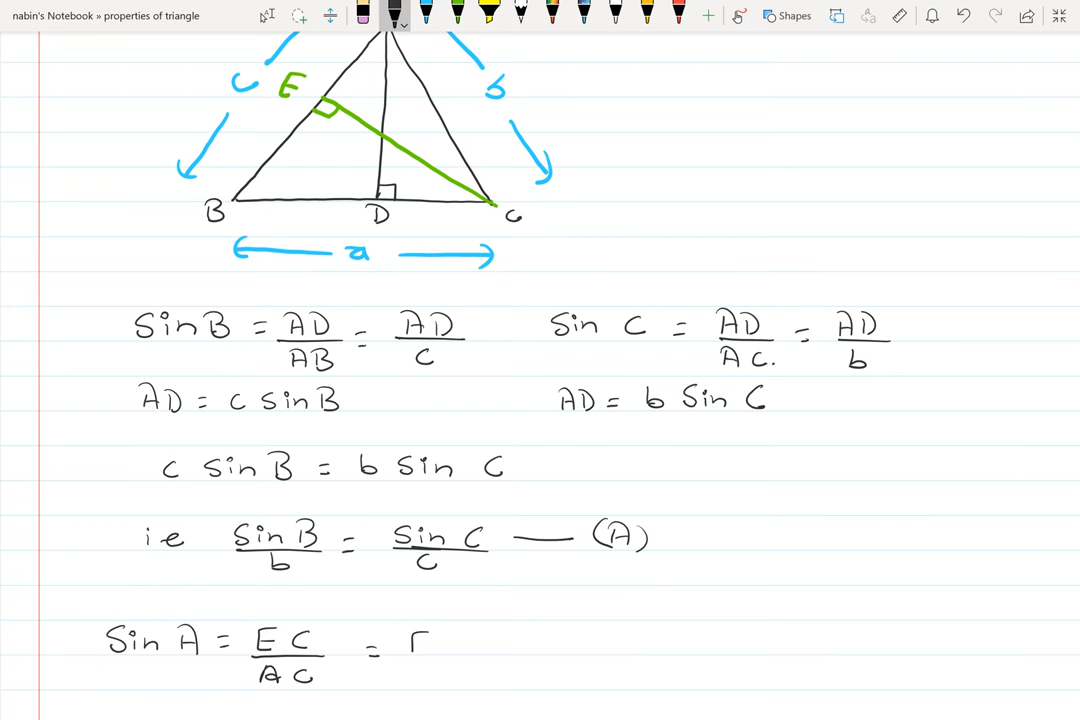 nabin's Notebook » properties of triangle
Shapes
c E b
B D C
a
Sin B = AD/AB = AD/c Sin C = AD/AC. = AD/b
AD = c sin B AD = b Sin C
c sin B = b sin C
ie Sin B/b = Sin C/c — (A)
Sin A = EC/AC =